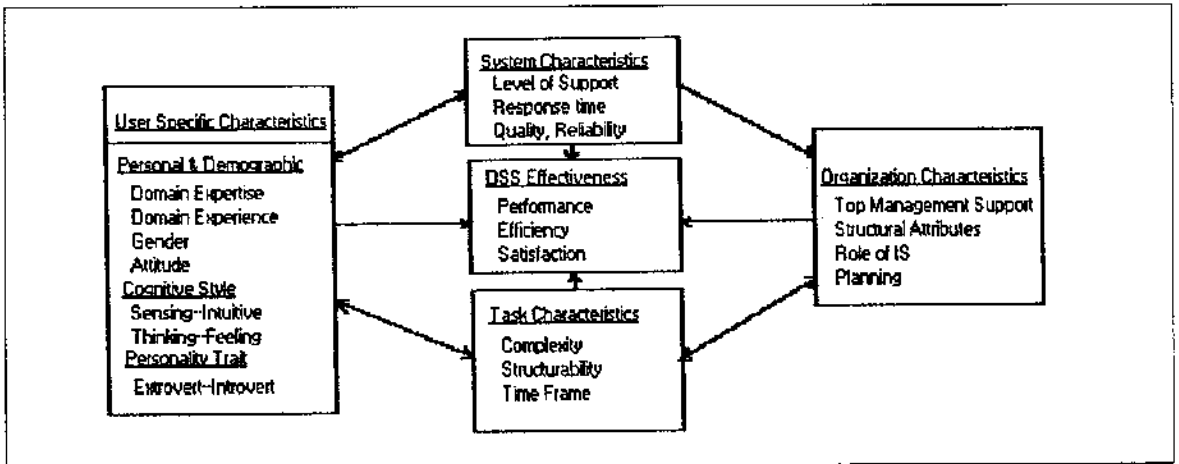 User Specific Characteristics
Personal & Demographic
Domain Expertise
Domain Experience
Gender
Attitude
Cognitive Style
Sensing-Intuitive
Thinking-Feeling
Personality Trait
Extrovert-Introvert
System Characteristics
Level of Support
Response time
Quality, Reliability
DSS Effectiveness
Performance
Efficiency
Satisfaction
Task Characteristics
Complexity
Structurability
Time Frame
Organization Characteristics
Top Management Support
Structural Attributes
Role of IS
Planning